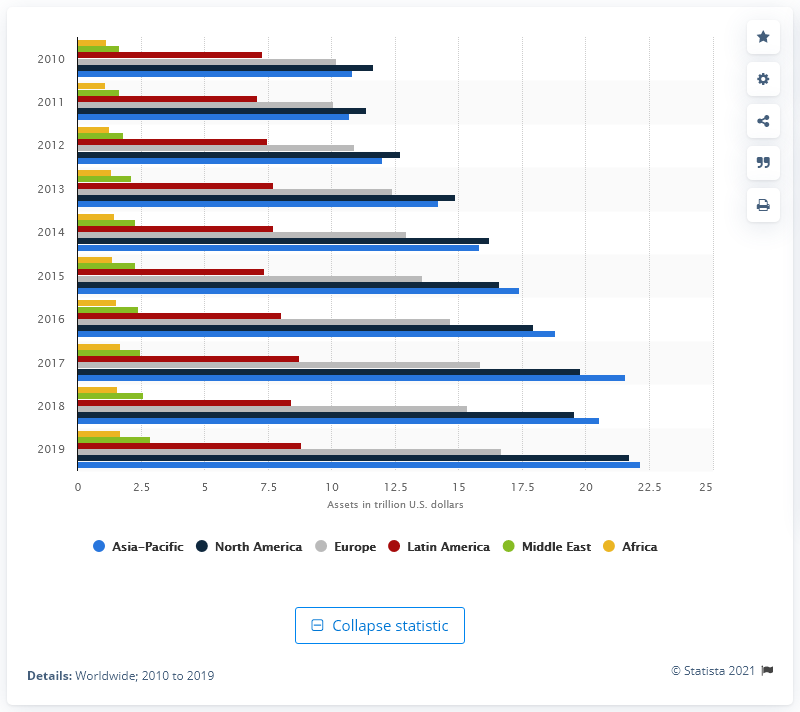 2010
2011
2012
2013
2014
2015
2016
2017
2018
2019
0 2.5 5 7.5 10 12.5 15 17.5 20 22.5 25
Assets in trillion U.S. dollars
Asia-Pacific North America Europe Latin America Middle East Africa
Collapse statistic
© Statista 2021
Details: Worldwide; 2010 to 2019